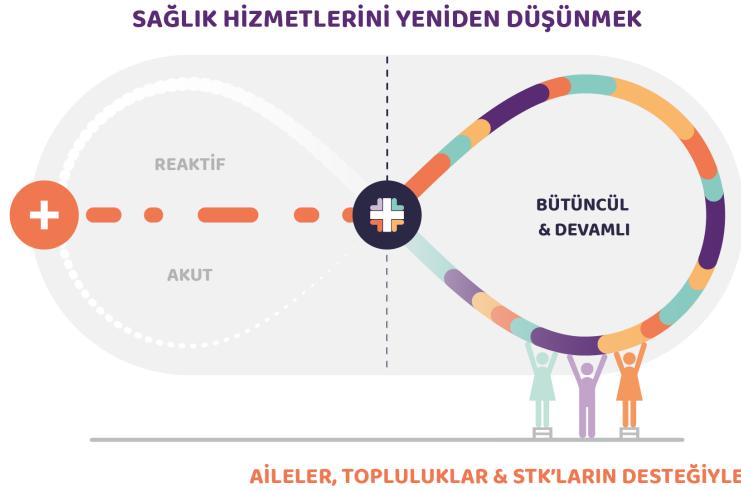 SAĞLIK HİZMETLERİNİ YENİDEN DÜŞÜNMEK
REAKTİF
AKUT
BÜTÜNCÜL
& DEVAMLI
AİLELER, TOPLULUKLAR & STK'LARIN DESTEĞİYLE